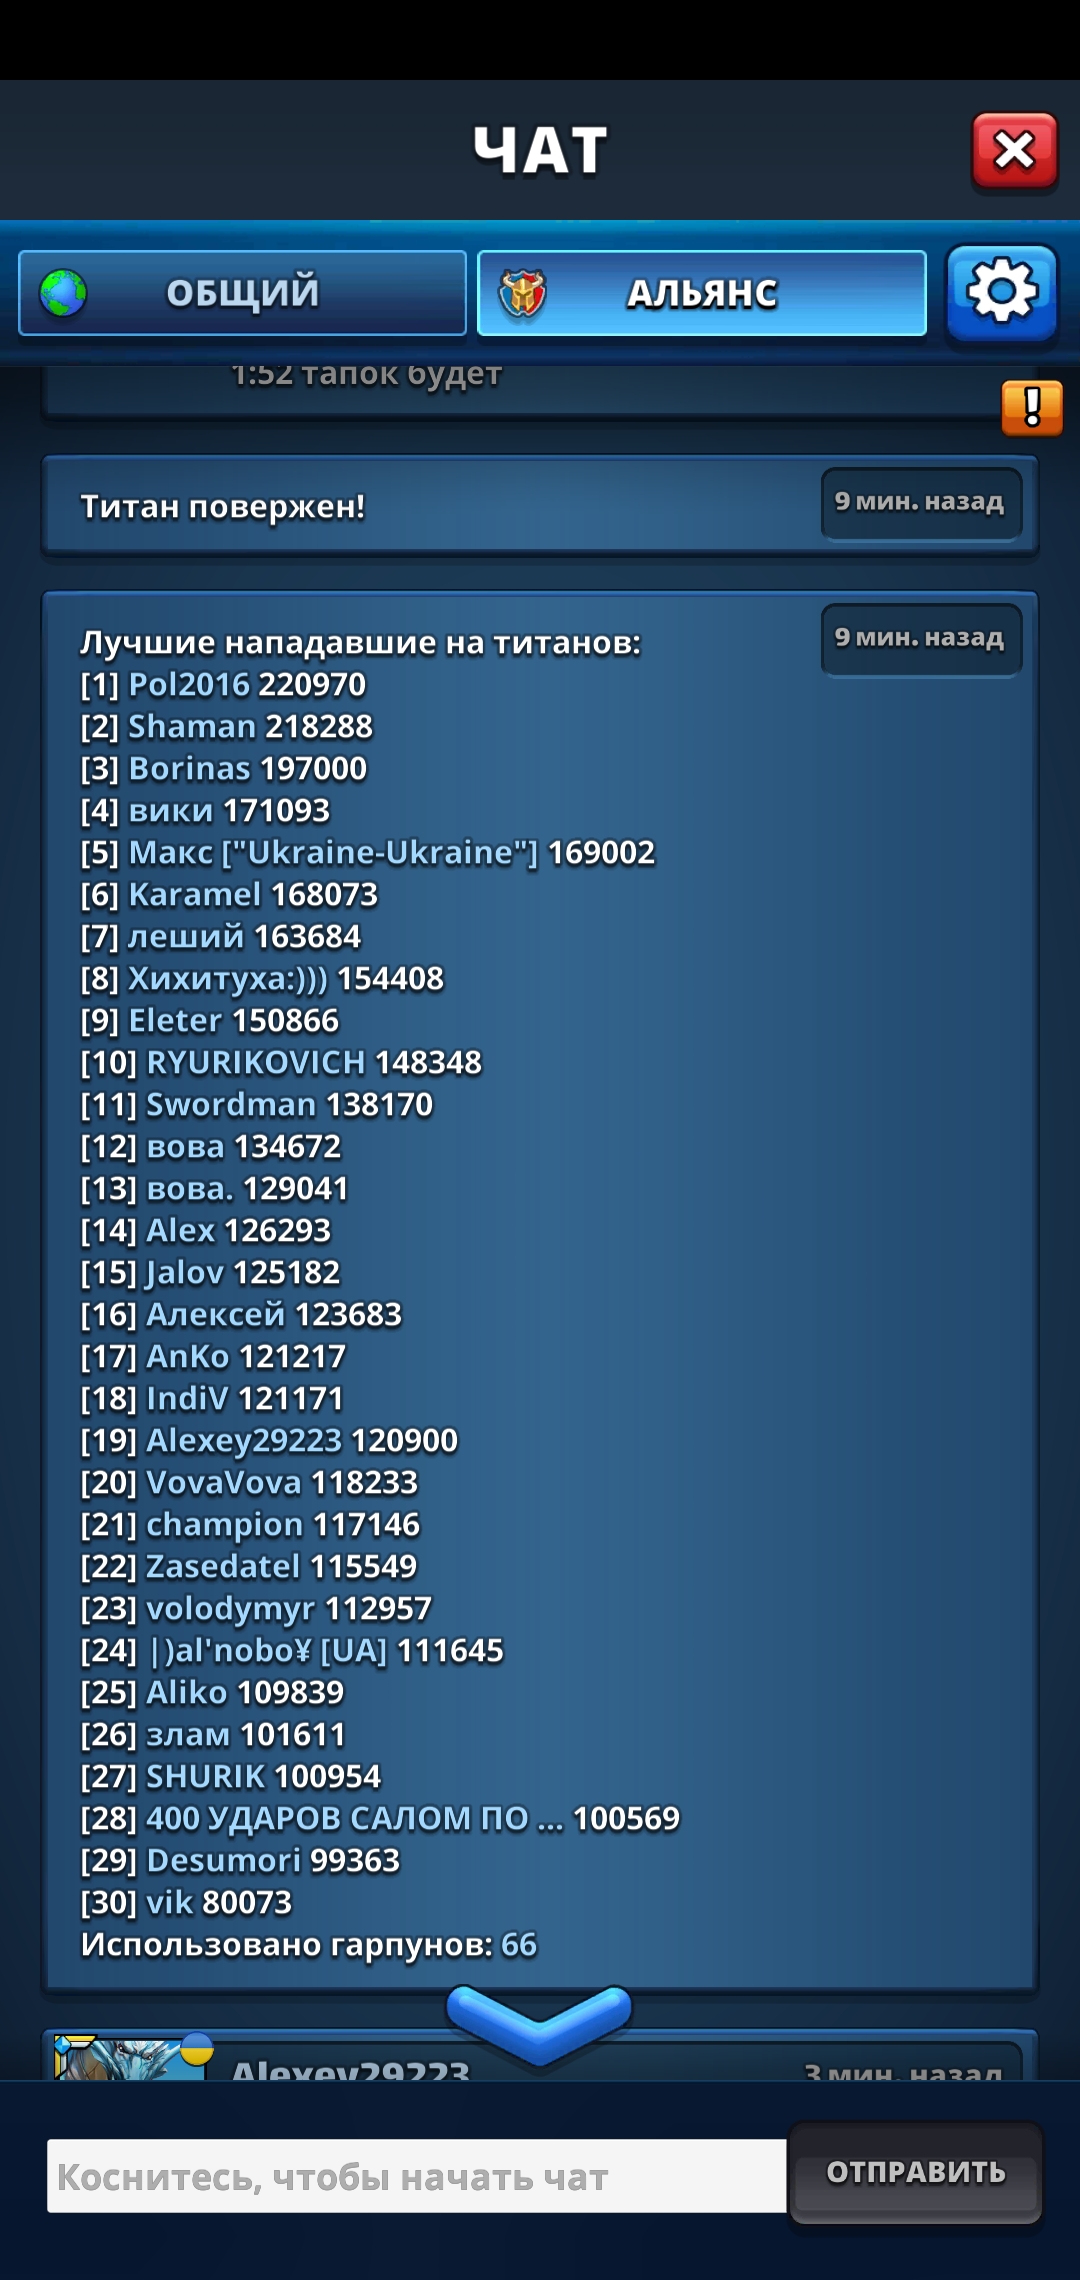 ЧАТ
ОБЩИЙ
АЛЬЯНС
1:52 тапок будет
!
Титан повержен!
9 мин. назад
9 мин. назад
Лучшие нападавшие на титанов:
[1] Pol2016 220970
[2] Shaman 218288
[3] Borinas 197000
[4] вики 171093
[5] Макс ["Ukraine-Ukraine"] 169002
[6] Karamel 168073
[7] леший 163684
[8] Хихитуха:))) 154408
[9] Eleter 150866
[10] RYURIKOVICH 148348
[11] Swordman 138170
[12] вова 134672
[13] вова. 129041
[14] Alex 126293
[15] Jalov 125182
[16] Алексей 123683
[17] AnKo 121217
[18] IndiV 121171
[19] Alexey29223 120900
[20] VovaVova 118233
[21] champion 117146
[22] Zasedatel 115549
[23] volodymyr 112957
[24] |)al'nobo¥ [UA] 111645
[25] Aliko 109839
[26] злам 101611
[27] SHURIK 100954
[28] 400 УДАРОВ САЛОМ ПО ... 100569
[29] Desumori 99363
[30] vik 80073
Использовано гарпунов: 66
Alexey29223
3 мин. назад
Коснитесь, чтобы начать чат
ОТПРАВИТЬ